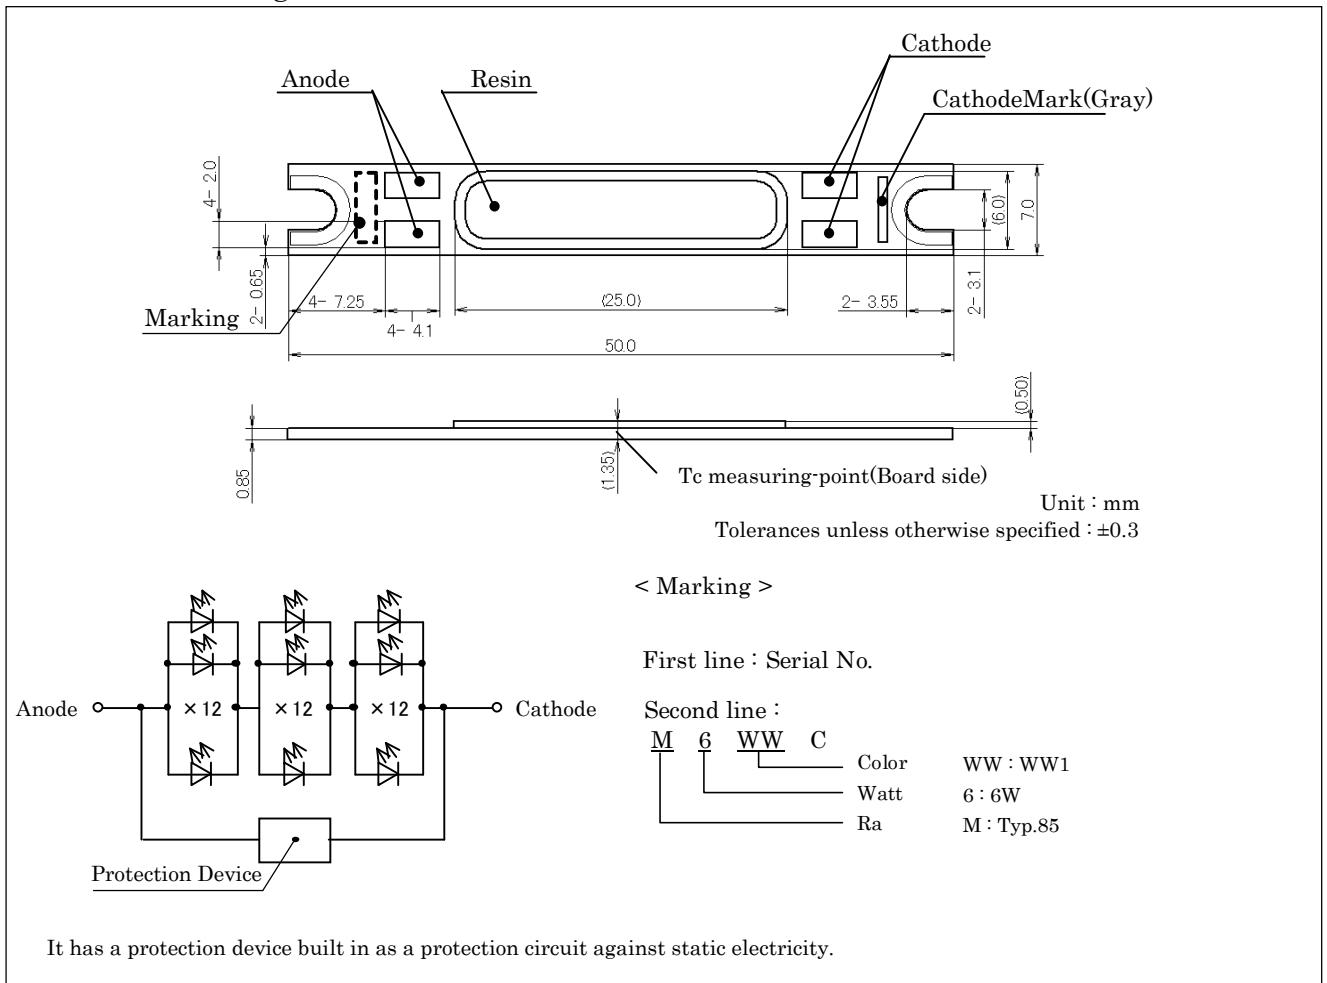 Cathode
Anode
Resin
CathodeMark(Gray)
4- 2.0
(6.0)
7.0
2- 0.65
4- 7.25
(25.0)
2- 3.55
2- 3.1
Marking
4- 4.1
50.0
(0.50)
0.85
(1.35)
Tc measuring-point(Board side)
Unit : mm
Tolerances unless otherwise specified : ±0.3
< Marking >
First line : Serial No.
Anode
×12
×12
×12
Cathode
Second line :
M 6 WW C
Color WW : WW1
Watt 6 : 6W
Ra M : Typ.85
Protection Device
It has a protection device built in as a protection circuit against static electricity.